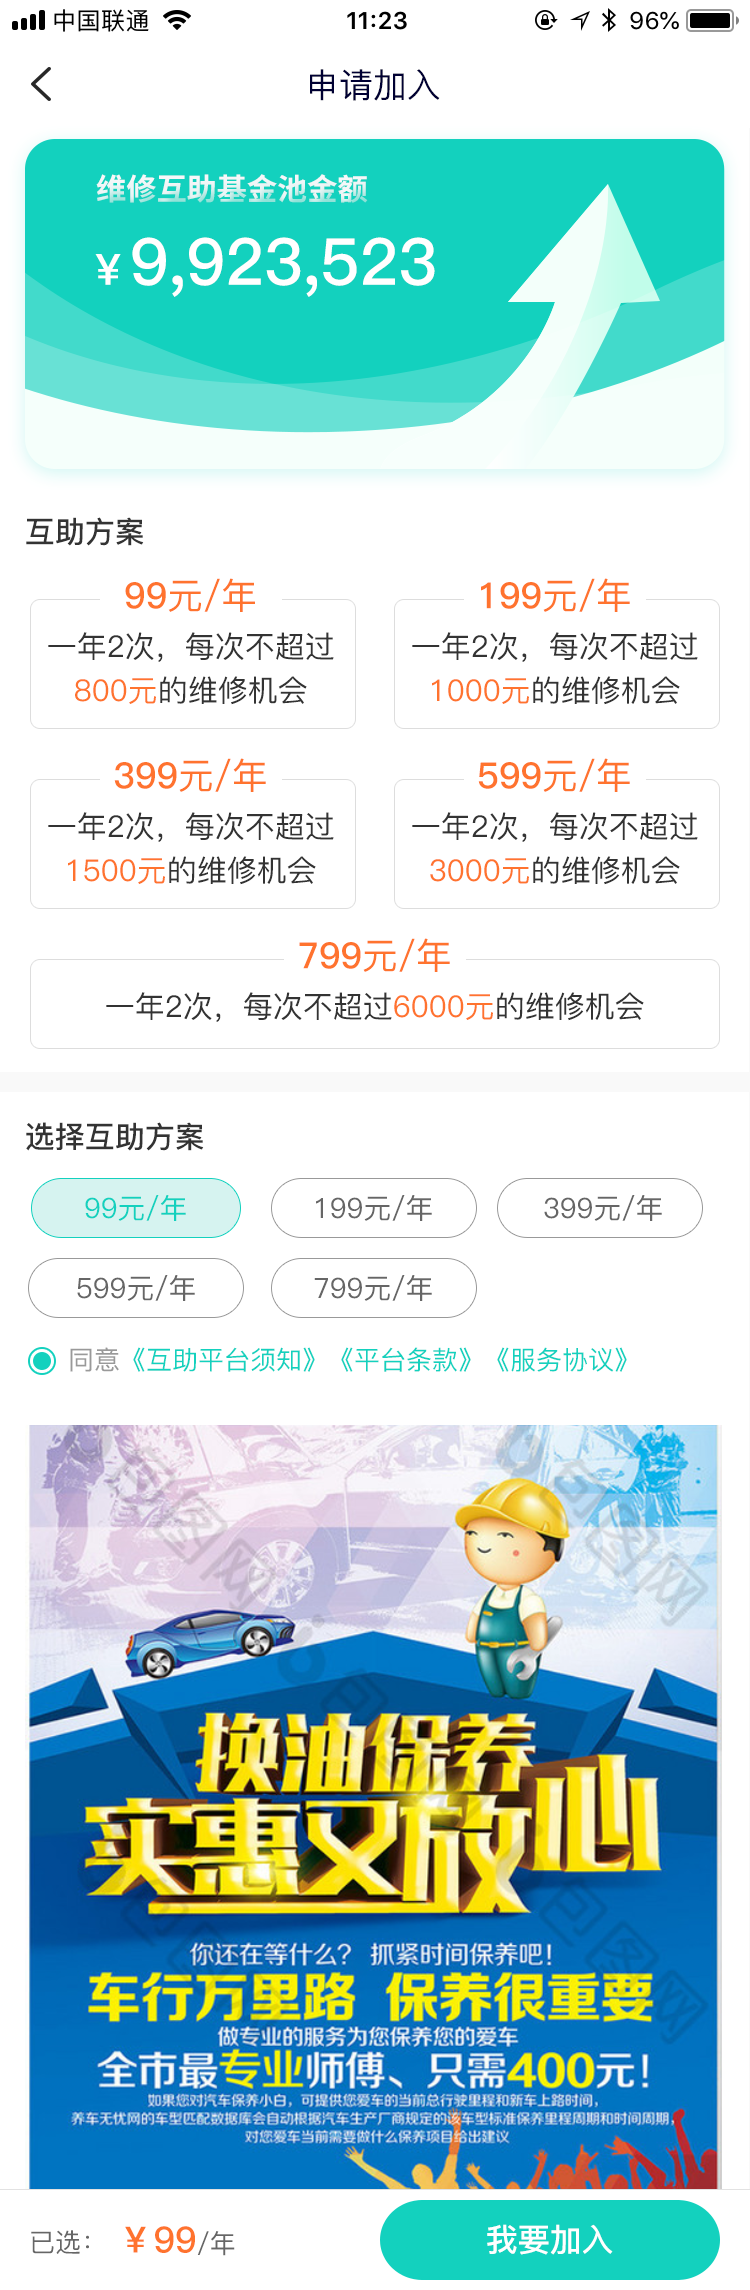 中国联通
11:23
96%
申请加入
维修互助基金池金额
¥9,923,523
互助方案
99元/年
一年2次，每次不超过
800元的维修机会
199元/年
一年2次，每次不超过
1000元的维修机会
399元/年
一年2次，每次不超过
1500元的维修机会
599元/年
一年2次，每次不超过
3000元的维修机会
799元/年
一年2次，每次不超过6000元的维修机会
选择互助方案
99元/年
199元/年
399元/年
599元/年
799元/年
同意《互助平台须知》《平台条款》《服务协议》
包图网
包图网
换油保养
实惠又放心
包图网
包图网
包图网
你还在等什么？ 抓紧时间保养吧！
车行万里路 保养很重要
做专业的服务为您保养您的爱车
全市最专业师傅、只需400元！
如果您对汽车保养小白，可提供您爱车的当前总行驶里程和新车上路时间，
养车无忧网的车型匹配数据库会自动根据汽车生产厂商规定的该车型标准保养里程周期和时间周期，
对您爱车当前需要做什么保养项目给出建议
已选： ¥99/年
我要加入